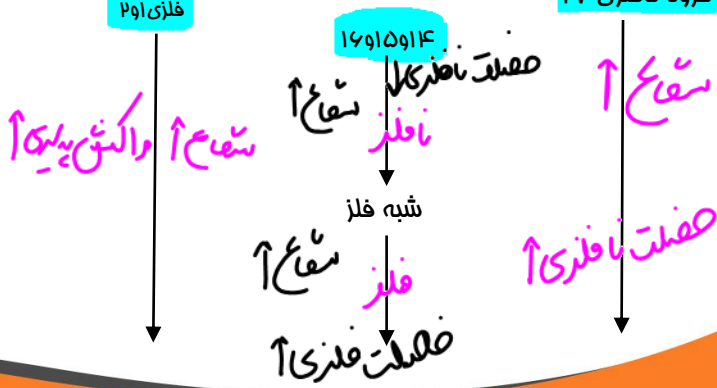 فلزی ۱و۲
۱۴و۱۵و۱۶
شعاع↑
خصلت نافلزی↓
نافلز
شعاع↑
واکنش پذیری↑
شعاع↑
شبه فلز
شعاع↑
فلز
خصلت نافلزی↑
خصلت فلزی↑